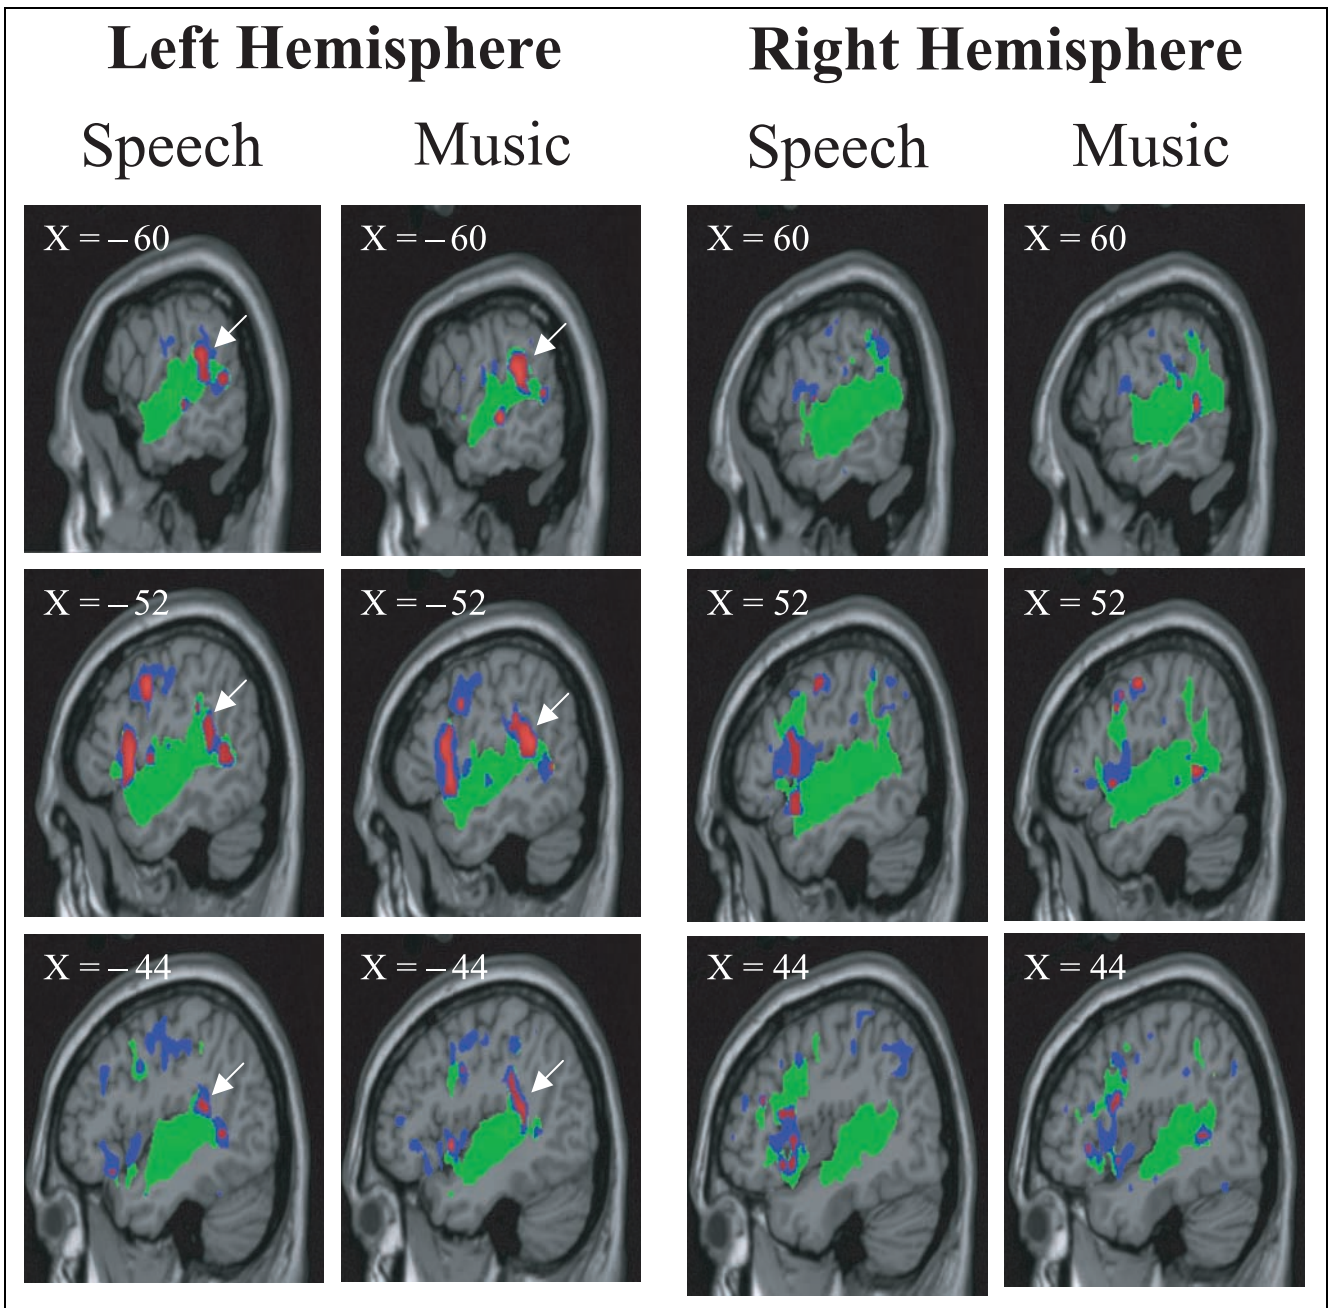 Left Hemisphere Right Hemisphere
Speech Music Speech Music
X = –60 X = –60 X = 60 X = 60
X = –52 X = –52 X = 52 X = 52
X = –44 X = –44 X = 44 X = 44